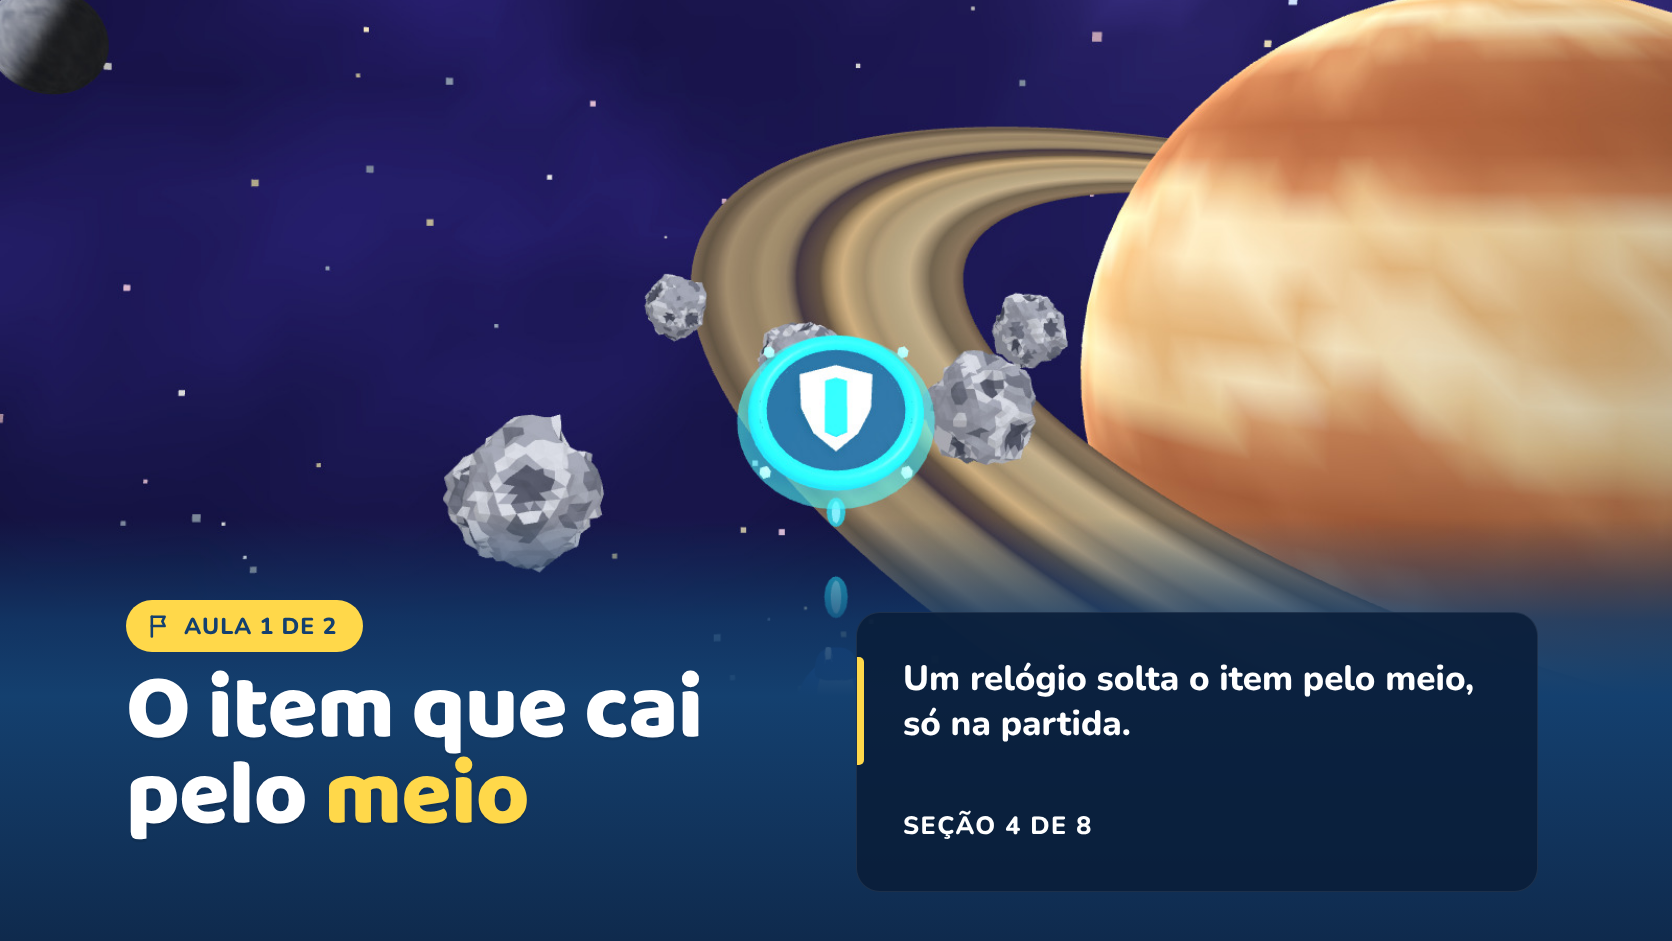 AULA 1 DE 2
O item que cai
pelo meio
Um relógio solta o item pelo meio,
só na partida.
SEÇÃO 4 DE 8